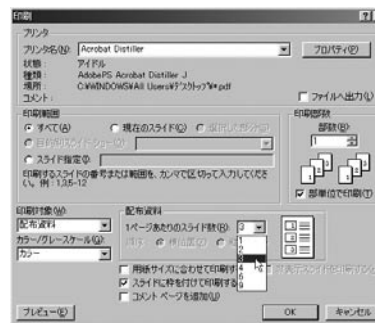 印刷
プリンタ
プリンタ名(N): Acrobat Distiller プロパティ(P)
状態: アイドル
種類: AdobePS Acrobat Distiller J
場所: C:¥WINDOWS¥All Users¥ﾃﾞｽｸﾄｯﾌﾟ¥*.pdf
コメント: ファイルへ出力(L)
印刷範囲
すべて(A) 現在のスライド(C)
スライド指定(I):
印刷するスライドの番号または範囲を、カンマで区切って入力してください。例: 1,3,5-12
印刷部数
部数(R):
1
部単位で印刷(T)
印刷対象(W):
配布資料
カラー/グレースケール(G):
カラー
配布資料
1ページあたりのスライド数(R): 3
1
2
3
4
6
9
用紙サイズに合わせて印刷す
スライドに枠を付けて印刷する
コメント ページを追加(U)
プレビュー(E) OK キャンセル